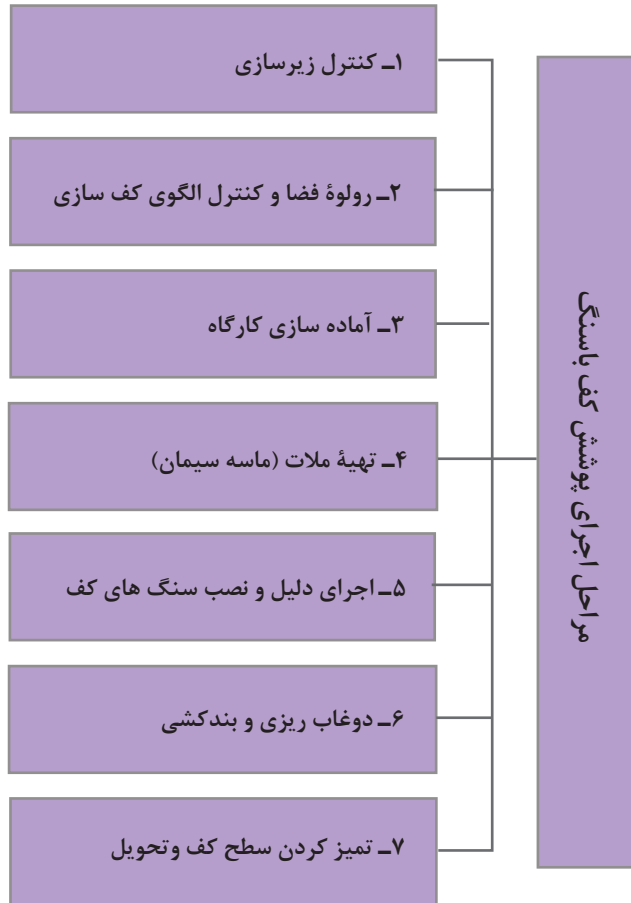 مراحل اجرای پوشش کف باسنگ
۱ـ کنترل زیرسازی
۲ـ رولوهٔ فضا و کنترل الگوی کف سازی
۳ـ آماده سازی کارگاه
۴ـ تهیهٔ ملات (ماسه سیمان)
۵ـ اجرای دلیل و نصب سنگ های کف
۶ـ دوغاب ریزی و بندکشی
۷ـ تمیز کردن سطح کف وتحویل